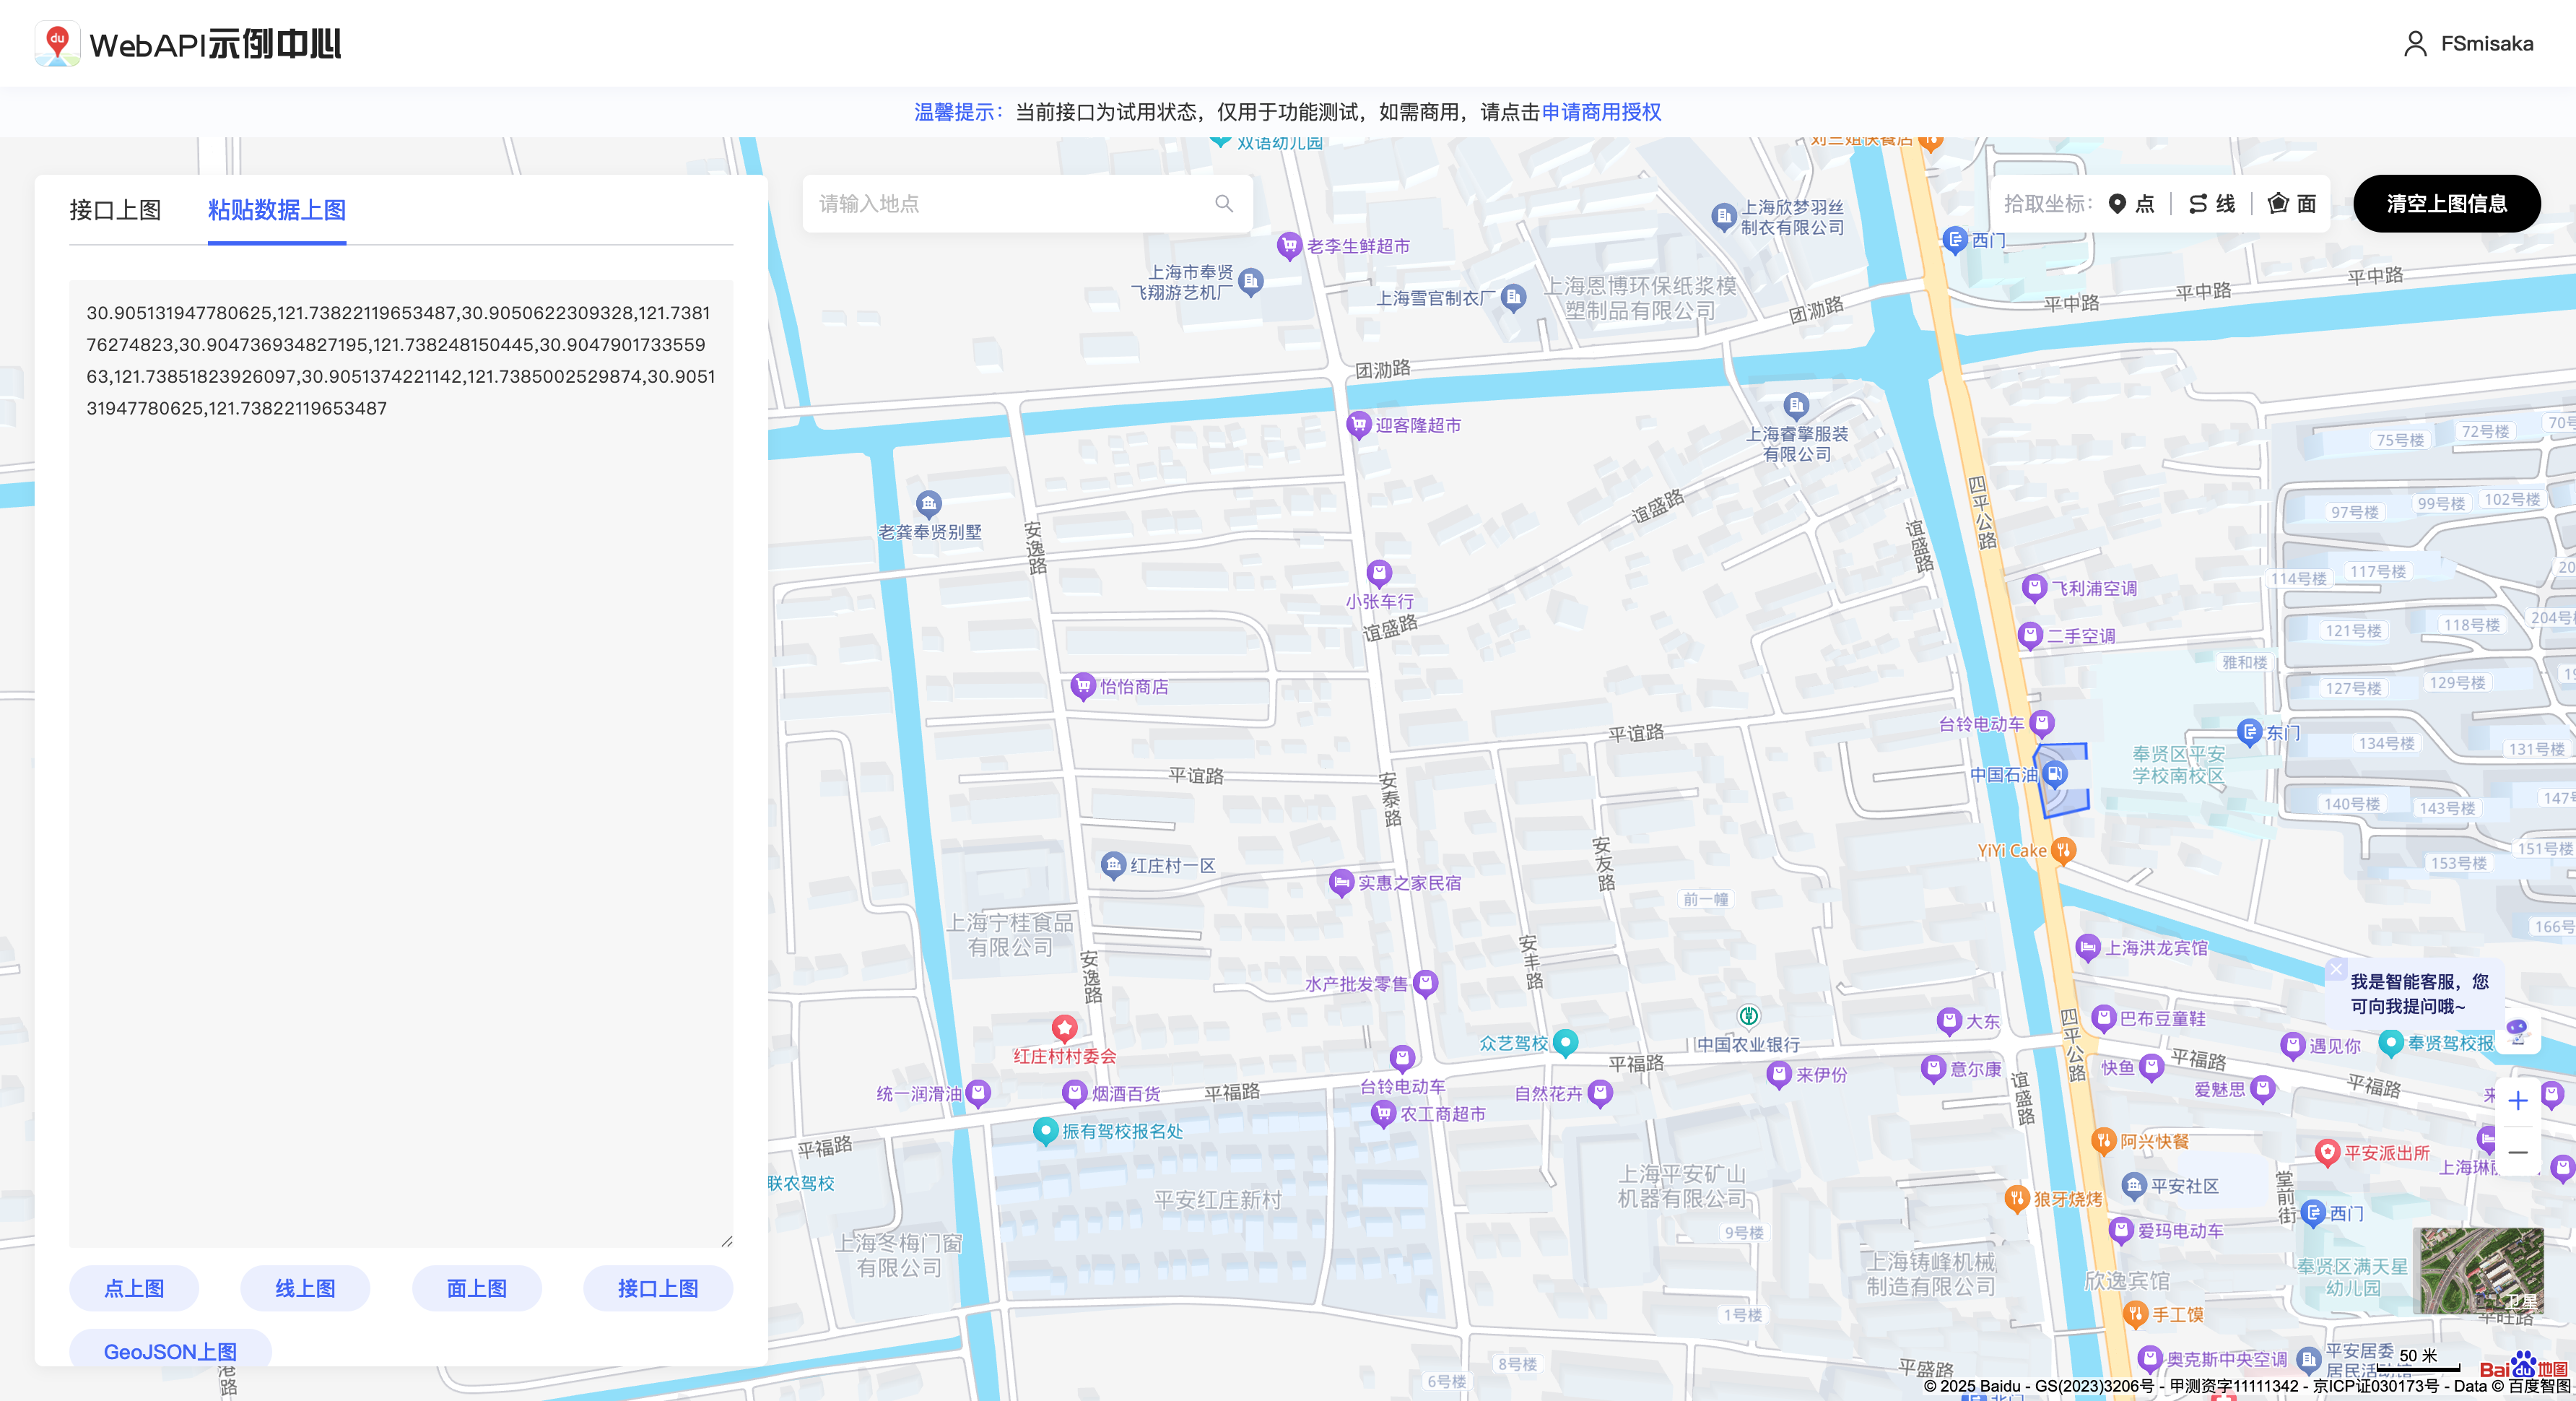 WebAPI示例中心
FSmisaka
温馨提示：当前接口为试用状态，仅用于功能测试，如需商用，请点击申请商用授权
接口上图
粘贴数据上图
30.905131947780625,121.73822119653487,30.9050622309328,121.7381
76274823,30.904736934827195,121.738248150445,30.9047901733559
63,121.73851823926097,30.9051374221142,121.7385002529874,30.9051
31947780625,121.73822119653487
点上图
线上图
面上图
接口上图
GeoJSON上图
请输入地点
拾取坐标：
点
线
面
清空上图信息
双语幼儿园
刘三姐快餐店
老李生鲜超市
上海市奉贤
飞翔游艺机厂
上海雪官制衣厂
上海欣梦羽丝
制衣有限公司
上海恩博环保纸浆模
塑制品有限公司
西门
团泐路
平中路
平中路
平中路
团泐路
迎客隆超市
上海睿擎服装
有限公司
75号楼
72号楼
70号
老龚奉贤别墅
安逸路
谊盛路
谊盛路
四平公路
97号楼
99号楼
102号楼
小张车行
谊盛路
飞利浦空调
二手空调
114号楼
117号楼
121号楼
118号楼
204号
雅和楼
怡怡商店
127号楼
129号楼
台铃电动车
平谊路
平谊路
安泰路
中国石油
奉贤区平安
学校南校区
东门
134号楼
131号楼
140号楼
143号楼
147号
YiYi Cake
151号楼
153号楼
红庄村一区
实惠之家民宿
安友路
前一幢
上海宁桂食品
有限公司
166号
安逸路
安丰路
水产批发零售
上海洪龙宾馆
我是智能客服，您
可向我提问哦~
红庄村村委会
众艺驾校
平福路
中国农业银行
大东
四平公路
巴布豆童鞋
遇见你
奉贤驾校报
统一润滑油
烟酒百货
平福路
台铃电动车
农工商超市
自然花卉
来伊份
意尔康
快鱼
平福路
爱魅思
平福路
谊盛路
振有驾校报名处
平福路
阿兴快餐
平安派出所
联农驾校
平安红庄新村
上海平安矿山
机器有限公司
狼牙烧烤
平安社区
堂前街
西门
爱玛电动车
9号楼
上海冬梅门窗
有限公司
上海铸峰机械
制造有限公司
欣逸宾馆
奉贤区满天星
幼儿园
卫星
手工馍
1号楼
港路
8号楼
6号楼
平盛路
奥克斯中央空调
平安居委
50 米
Bai du 地图
© 2025 Baidu - GS(2023)3206号 - 甲测资字11111342 - 京ICP证030173号 - Data © 百度智图